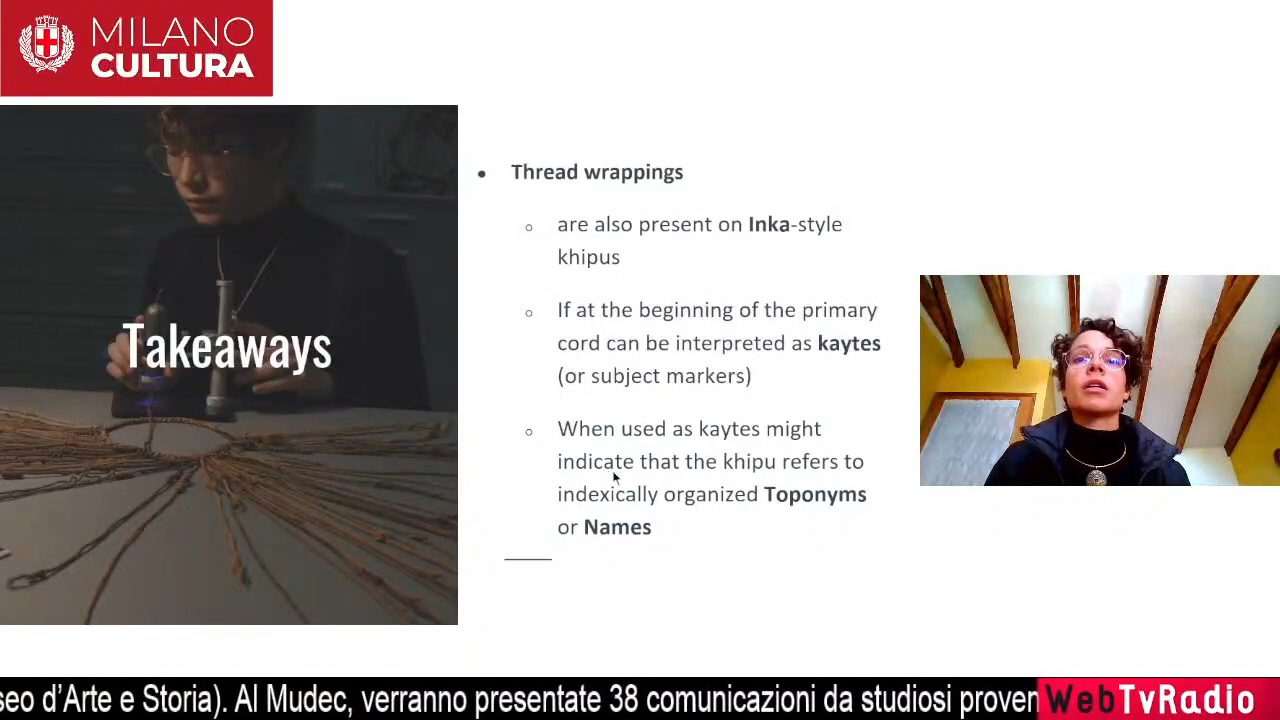 MILANO
CULTURA
Takeaways
Thread wrappings
are also present on Inka-style
khipus
If at the beginning of the primary
cord can be interpreted as kaytes
(or subject markers)
When used as kaytes might
indicate that the khipu refers to
indexically organized Toponyms
or Names
seo d’Arte e Storia). Al Mudec, verranno presentate 38 comunicazioni da studiosi proven
WebTvRadio